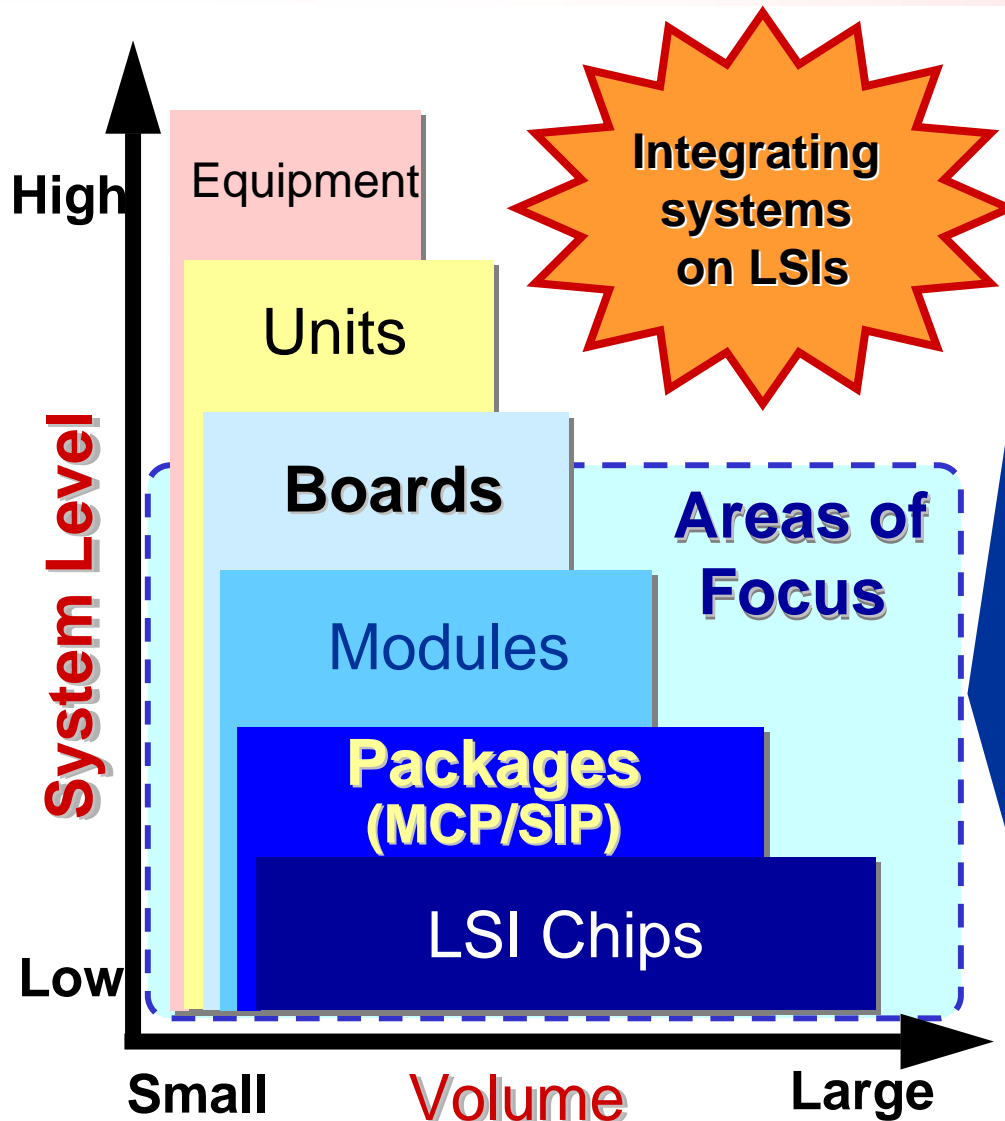 High
Equipment
Integrating
systems
on LSIs
Units
System Level
Boards
Areas of
Focus
Modules
Packages
(MCP/SIP)
LSI Chips
Low
Small
Volume
Large